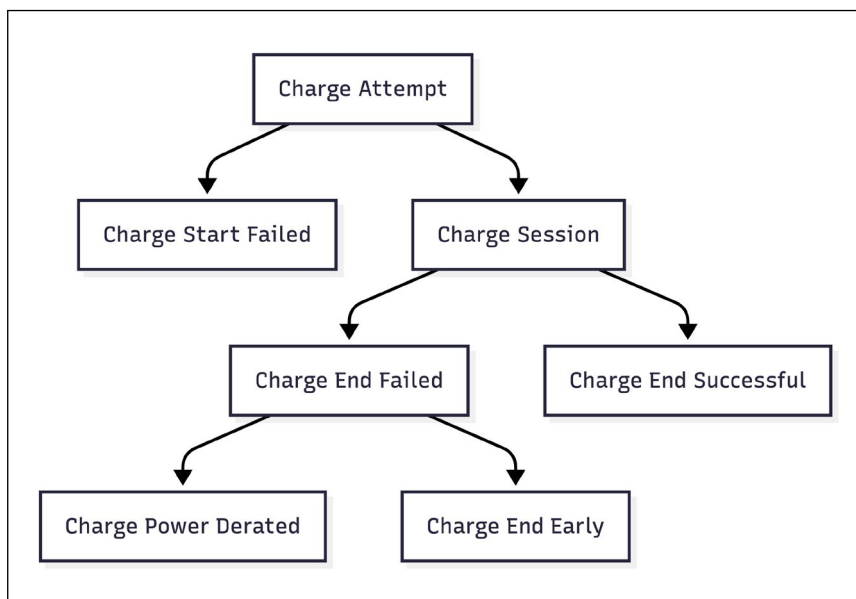 Charge Attempt
Charge Start Failed
Charge Session
Charge End Failed
Charge End Successful
Charge Power Derated
Charge End Early